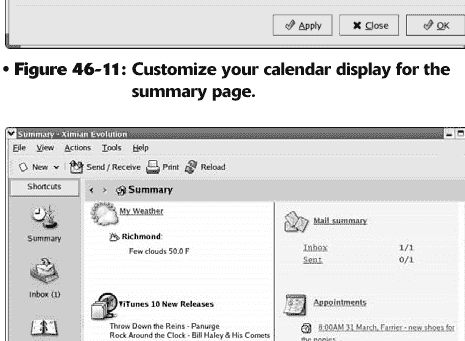 Apply Close OK
• Figure 46-11: Customize your calendar display for the
summary page.
Summary - Ximian Evolution
File View Actions Tools Help
New Send / Receive Print Reload
Shortcuts
Summary
Summary
Inbox (1)
My Weather
Richmond:
Few clouds 50.0 F
iTunes 10 New Releases
Throw Down the Reins - Panurge
Rock Around the Clock - Bill Haley & His Comets
Mail summary
Inbox 1/1
Sent 0/1
Appointments
8:00AM 31 March, Farrier - new shoes for
the ponies